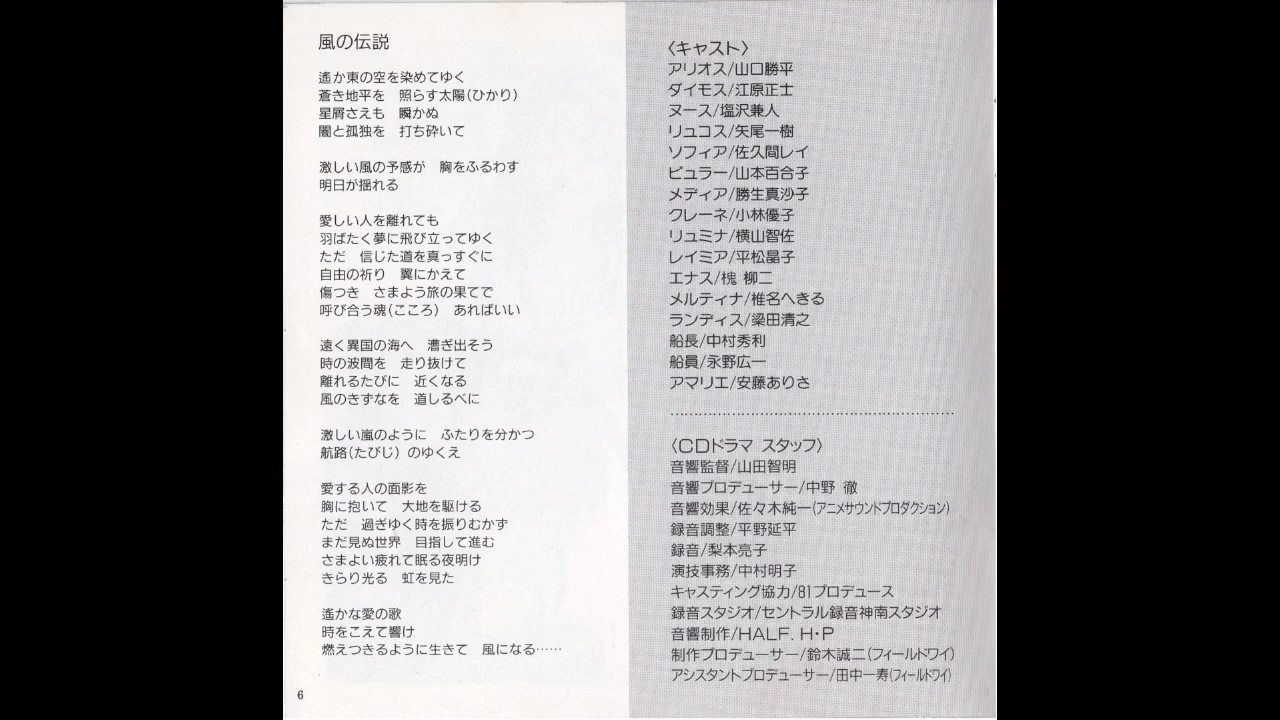 風の伝説
遙か東の空を染めてゆく
蒼き地平を　照らす太陽(ひかり)
星屑さえも　瞬かぬ
闇と孤独を　打ち砕いて
激しい風の予感が　胸をふるわす
明日が揺れる
愛しい人を離れても
羽ばたく夢に飛び立ってゆく
ただ　信じた道を真っすぐに
自由の祈り　翼にかえて
傷つき　さまよう旅の果てで
呼び合う魂(こころ)　あればいい
遠く異国の海へ　漕ぎ出そう
時の波間を　走り抜けて
離れるたびに　近くなる
風のきずなを　道しるべに
激しい嵐のように　ふたりを分かつ
航路(たびじ)のゆくえ
愛する人の面影を
胸に抱いて　大地を駆ける
ただ　過ぎゆく時を振りむかず
まだ見ぬ世界　目指して進む
さまよい疲れて眠る夜明け
きらり光る　虹を見た
遙かな愛の歌
時をこえて響け
燃えつきるように生きて　風になる……
6
〈キャスト〉
アリオス/山口勝平
ダイモス/江原正士
ヌース/塩沢兼人
リュコス/矢尾一樹
ソフィア/佐久間レイ
ピュラー/山本百合子
メディア/勝生真沙子
クレーネ/小林優子
リュミナ/横山智佐
レイミア/平松晶子
エナス/槐 柳二
メルティナ/椎名へきる
ランディス/梁田清之
船長/中村秀利
船員/永野広一
アマリエ/安藤ありさ
〈CDドラマ スタッフ〉
音響監督/山田智明
音響プロデューサー/中野 徹
音響効果/佐々木純一(アニメサウンドプロダクション)
録音調整/平野延平
録音/梨本亮子
演技事務/中村明子
キャスティング協力/81プロデュース
録音スタジオ/セントラル録音神南スタジオ
音響制作/HALF. H・P
制作プロデューサー/鈴木誠二(フィールドワイ)
アシスタントプロデューサー/田中一寿(フィールドワイ)